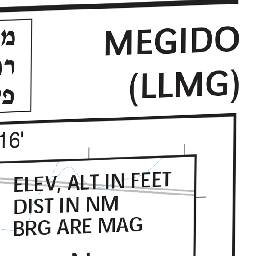 MEGIDO
(LLMG)
16'
ELEV, ALT IN FEET
DIST IN NM
BRG ARE MAG